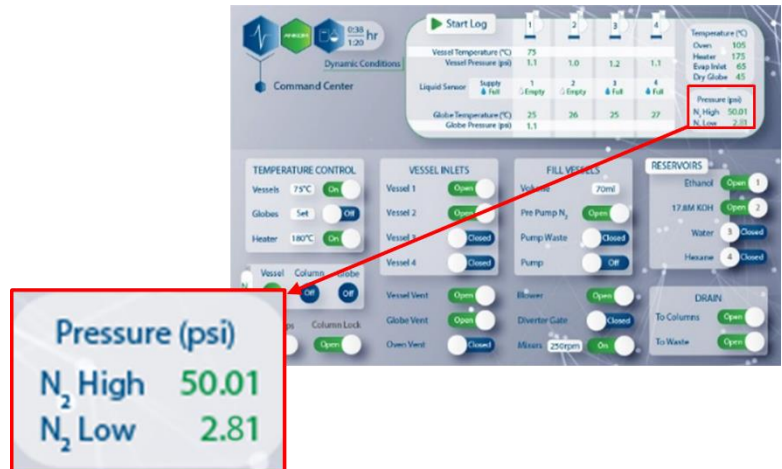 ANKOM
0:38
1:20 hr
Start Log
1 2 3 4
Dynamic Conditions
Command Center
Vessel Temperature (°C) 75
Vessel Pressure (psi) 1.1 1.0 1.2 1.1
Liquid Sensor
Supply 1 2 3 4
Full Empty Empty Full Full
Globe Temperature (°C) 25 26 25 27
Globe Pressure (psi) 1.1
Temperature (°C)
Oven 105
Heater 175
Evap Inlet 65
Dry Globe 45
Pressure (psi)
N2 High 50.01
N2 Low 2.81
TEMPERATURE CONTROL
Vessels 75°C On
Globes Set Off
Heater 180°C On
Vessel Column Globe
Off Off
Column Lock
Open
VESSEL INLETS
Vessel 1 Open
Vessel 2 Open
Vessel 3 Closed
Vessel 4 Closed
Vessel Vent Open
Globe Vent Open
Oven Vent Closed
FILL VESSELS
Volume 70ml
Pre Pump N2 Open
Pump Waste Closed
Pump Off
Blower Open
Diverter Gate Closed
Mixers 250rpm On
RESERVOIRS
Ethanol Open 1
17.8M KOH Open 2
Water 3 Closed
Hexane 4 Closed
DRAIN
To Columns Open
To Waste Open
Pressure (psi)
N2 High 50.01
N2 Low 2.81